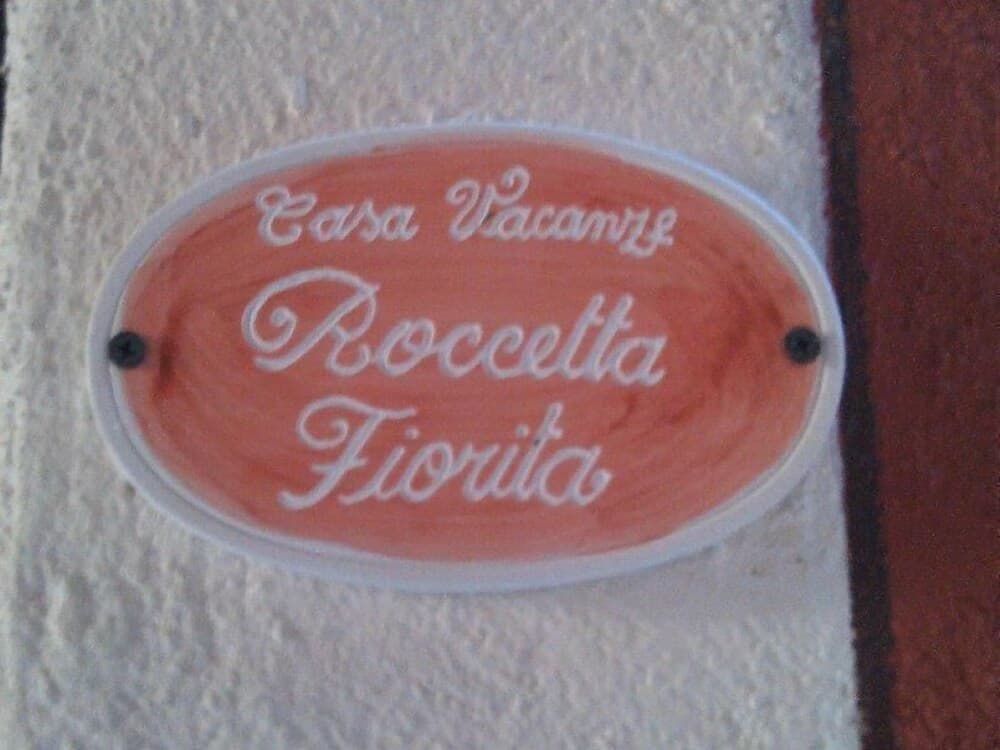 Casa Vacanze
Roccetta
Fiorita